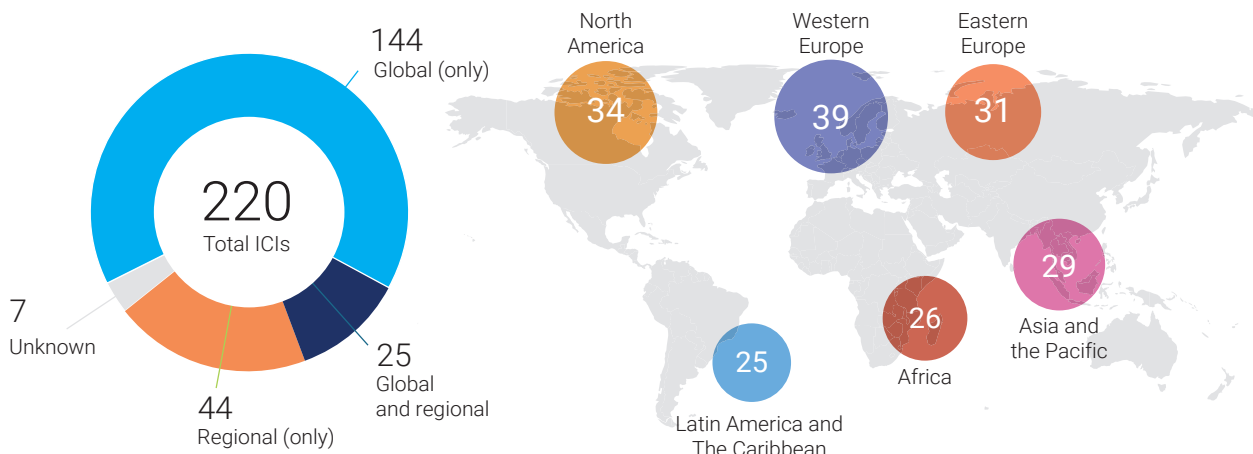 144
Global (only)
220
Total ICIs
7
Unknown
25
Global
and regional
44
Regional (only)
North
America
34
Western
Europe
39
Eastern
Europe
31
29
Asia and
the Pacific
26
Africa
25
Latin America and
The Caribbean